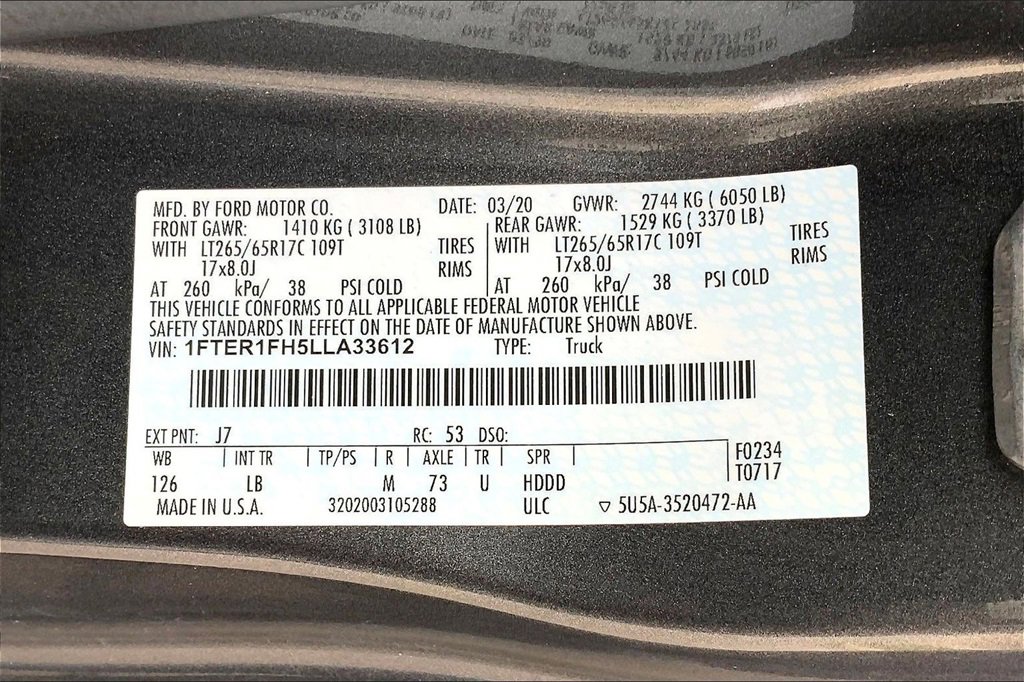 MFD. BY FORD MOTOR CO. DATE: 03/20 GVWR: 2744 KG ( 6050 LB)
FRONT GAWR: 1410 KG ( 3108 LB) REAR GAWR: 1529 KG ( 3370 LB)
WITH LT265/65R17C 109T TIRES WITH LT265/65R17C 109T TIRES
17x8.0J RIMS 17x8.0J RIMS
AT 260 kPa/ 38 PSI COLD AT 260 kPa/ 38 PSI COLD
THIS VEHICLE CONFORMS TO ALL APPLICABLE FEDERAL MOTOR VEHICLE
SAFETY STANDARDS IN EFFECT ON THE DATE OF MANUFACTURE SHOWN ABOVE.
VIN: 1FTER1FH5LLA33612 TYPE: Truck
EXT PNT: J7 RC: 53 DSO:
WB INT TR TP/PS R AXLE TR SPR F0234
126 LB M 73 U HDDD T0717
MADE IN U.S.A. 3202003105288 ULC ▽ 5U5A-3520472-AA